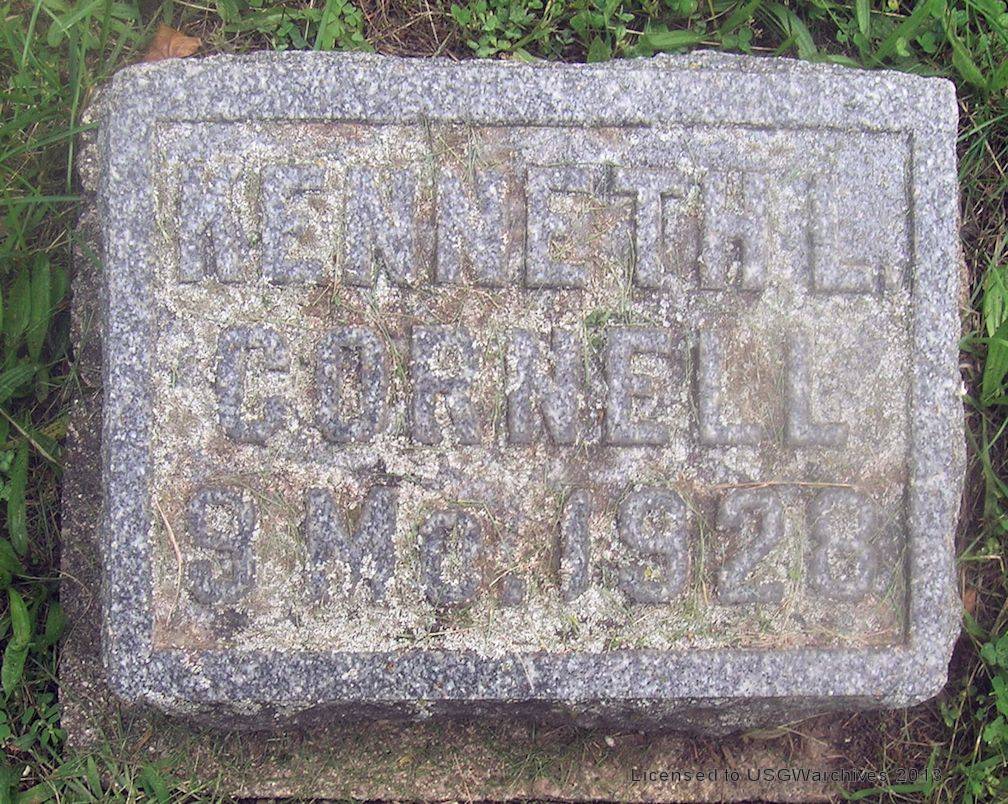 KENNETH L.
CORNELL
9 Mo. 1928
Licensed to USGWarchives 2013